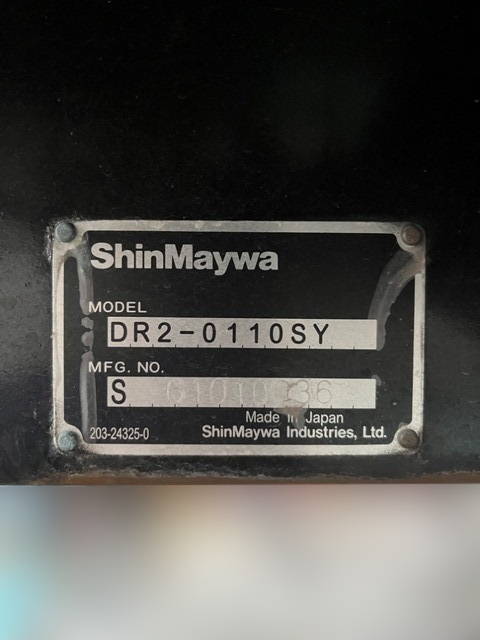 ShinMaywa
MODEL
DR2-0110SY
MFG. NO.
S
Made in Japan
203-24325-0
ShinMaywa Industries, Ltd.